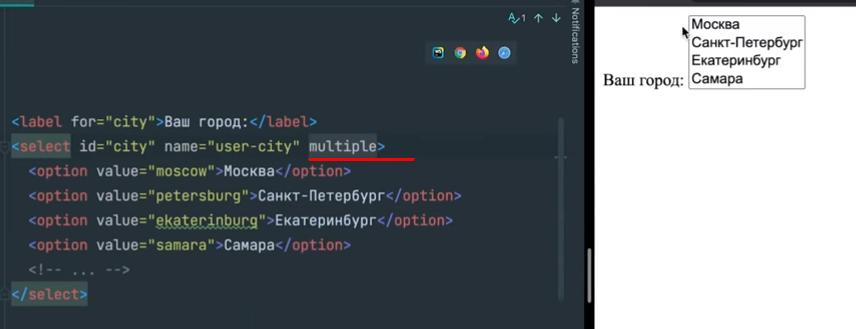 1
Notifications
<label for="city">Ваш город:</label>
<select id="city" name="user-city" multiple>
<option value="moscow">Москва</option>
<option value="petersburg">Санкт-Петербург</option>
<option value="ekaterinburg">Екатеринбург</option>
<option value="samara">Самара</option>
<!-- ... -->
</select>
Москва
Санкт-Петербург
Екатеринбург
Ваш город: Самара